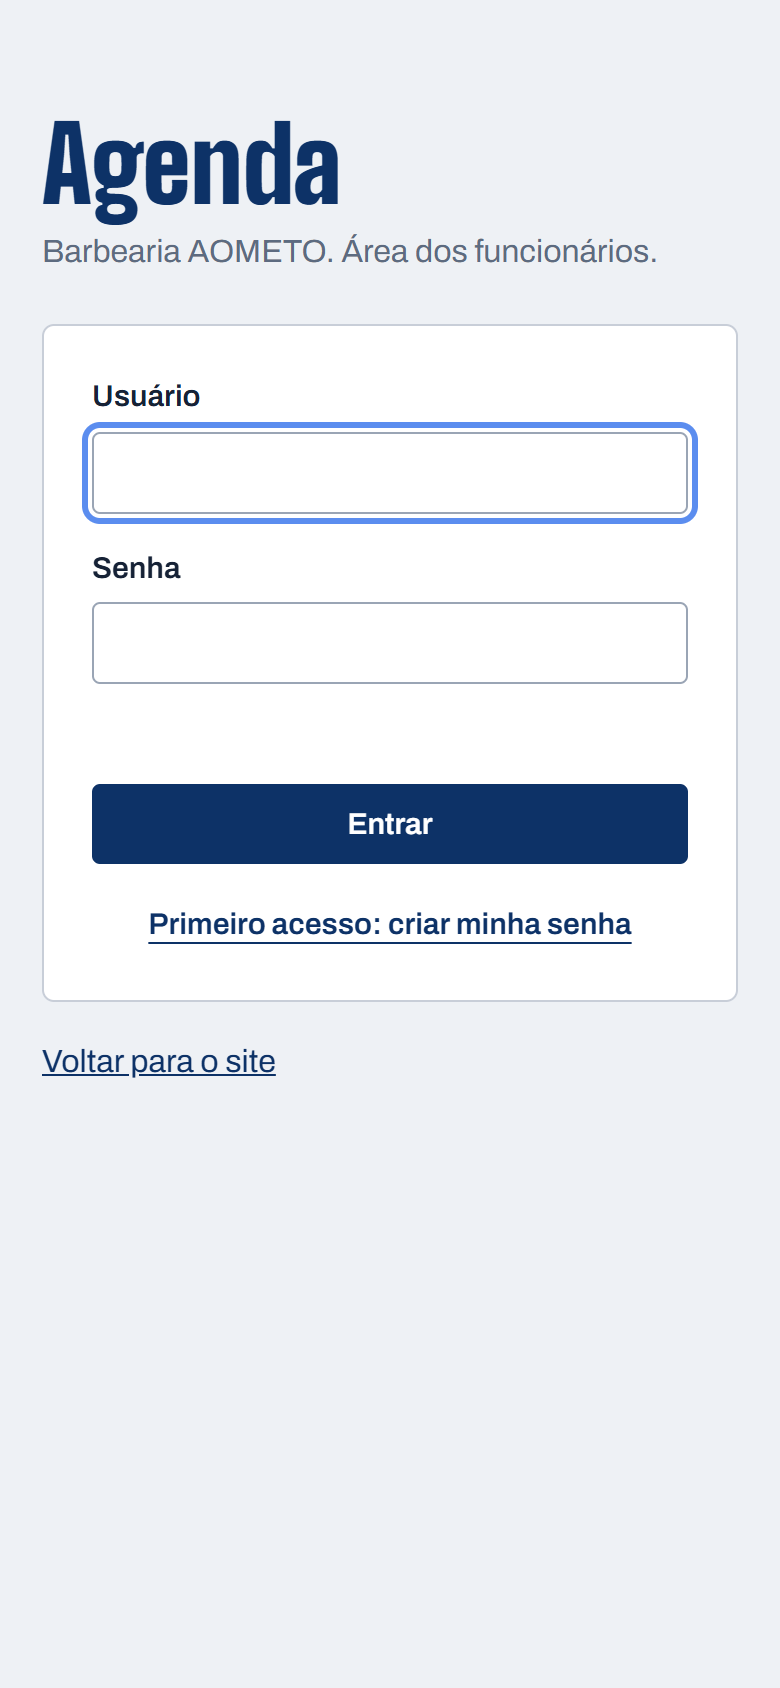 Agenda
Barbearia AOMETO. Área dos funcionários.
Usuário
Senha
Entrar
Primeiro acesso: criar minha senha
Voltar para o site